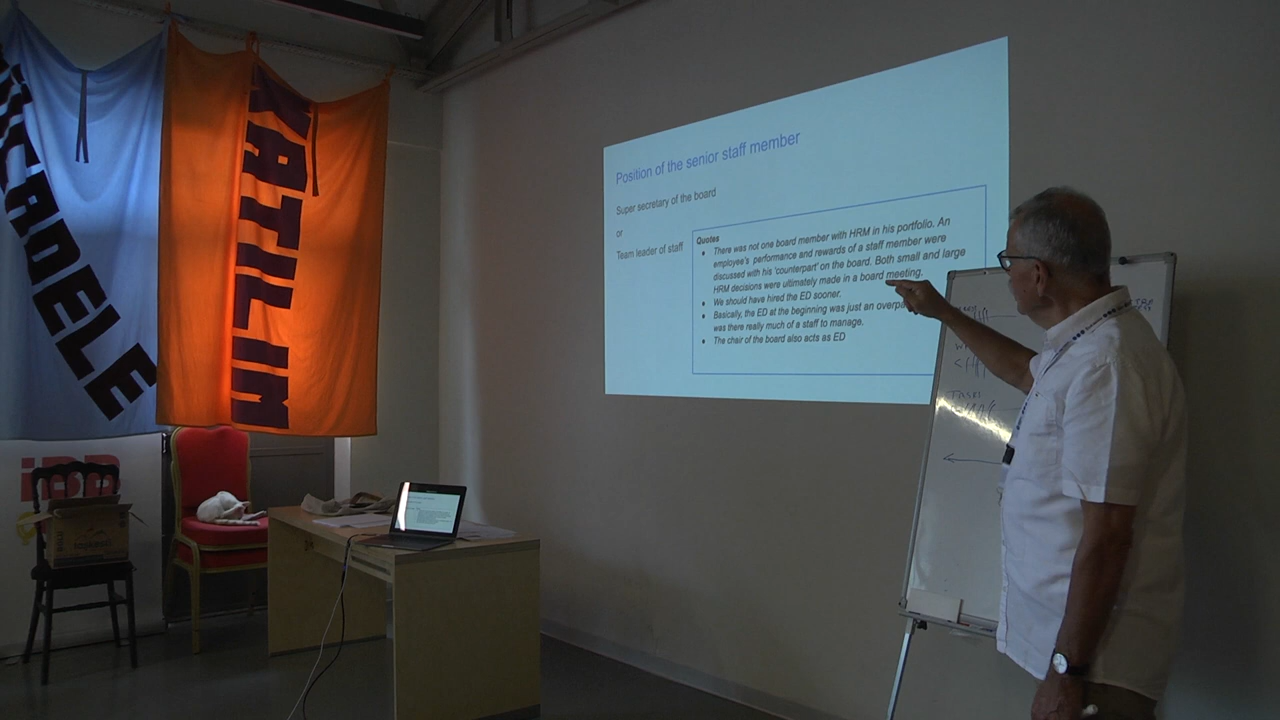 MÜCADELE
KATILIM
Position of the senior staff member
Super secretary of the board
or
Team leader of staff
Quotes
• There was not one board member with HRM in his portfolio. An
employee's performance and rewards of a staff member were
discussed with his 'counterpart' on the board. Both small and large
HRM decisions were ultimately made in a board meeting.
• We should have hired the ED sooner.
• Basically, the ED at the beginning was just an
was there really much of a staff to manage.
• The chair of the board also acts as ED